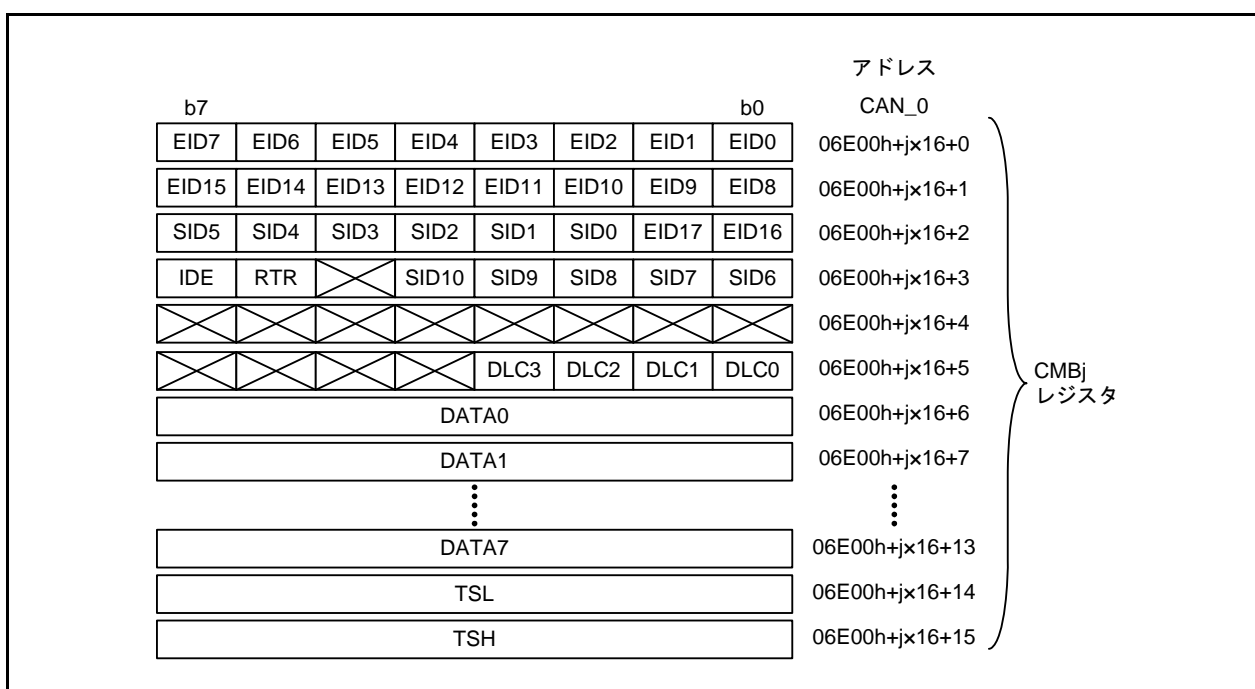 アドレス
b7 b0 CAN_0
EID7 EID6 EID5 EID4 EID3 EID2 EID1 EID0 06E00h+j×16+0
EID15 EID14 EID13 EID12 EID11 EID10 EID9 EID8 06E00h+j×16+1
SID5 SID4 SID3 SID2 SID1 SID0 EID17 EID16 06E00h+j×16+2
IDE RTR SID10 SID9 SID8 SID7 SID6 06E00h+j×16+3
06E00h+j×16+4
DLC3 DLC2 DLC1 DLC0 06E00h+j×16+5
CMBj
レジスタ
DATA0 06E00h+j×16+6
DATA1 06E00h+j×16+7
DATA7 06E00h+j×16+13
TSL 06E00h+j×16+14
TSH 06E00h+j×16+15